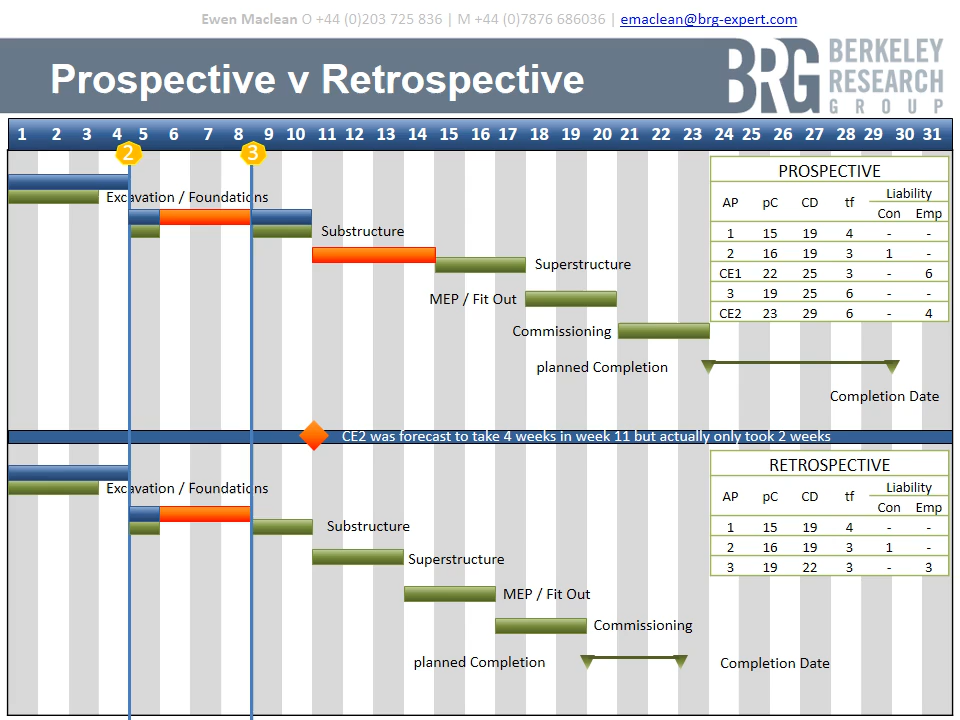 Ewen Maclean O +44 (0)203 725 836 | M +44 (0)7876 686036 | emaclean@brg-expert.com
Prospective v Retrospective
BRG BERKELEY
RESEARCH
GROUP
1 2 3 4 5 6 7 8 9 10 11 12 13 14 15 16 17 18 19 20 21 22 23 24 25 26 27 28 29 30 31
2 3
PROSPECTIVE
AP pC CD tf Liability
Con Emp
1 15 19 4 - -
2 16 19 3 1 -
CE1 22 25 3 - 6
3 19 25 6 - -
CE2 23 29 6 - 4
Excavation / Foundations
Substructure
Superstructure
MEP / Fit Out
Commissioning
planned Completion
Completion Date
CE2 was forecast to take 4 weeks in week 11 but actually only took 2 weeks
RETROSPECTIVE
AP pC CD tf Liability
Con Emp
1 15 19 4 - -
2 16 19 3 1 -
3 19 22 3 - 3
Excavation / Foundations
Substructure
Superstructure
MEP / Fit Out
Commissioning
planned Completion
Completion Date